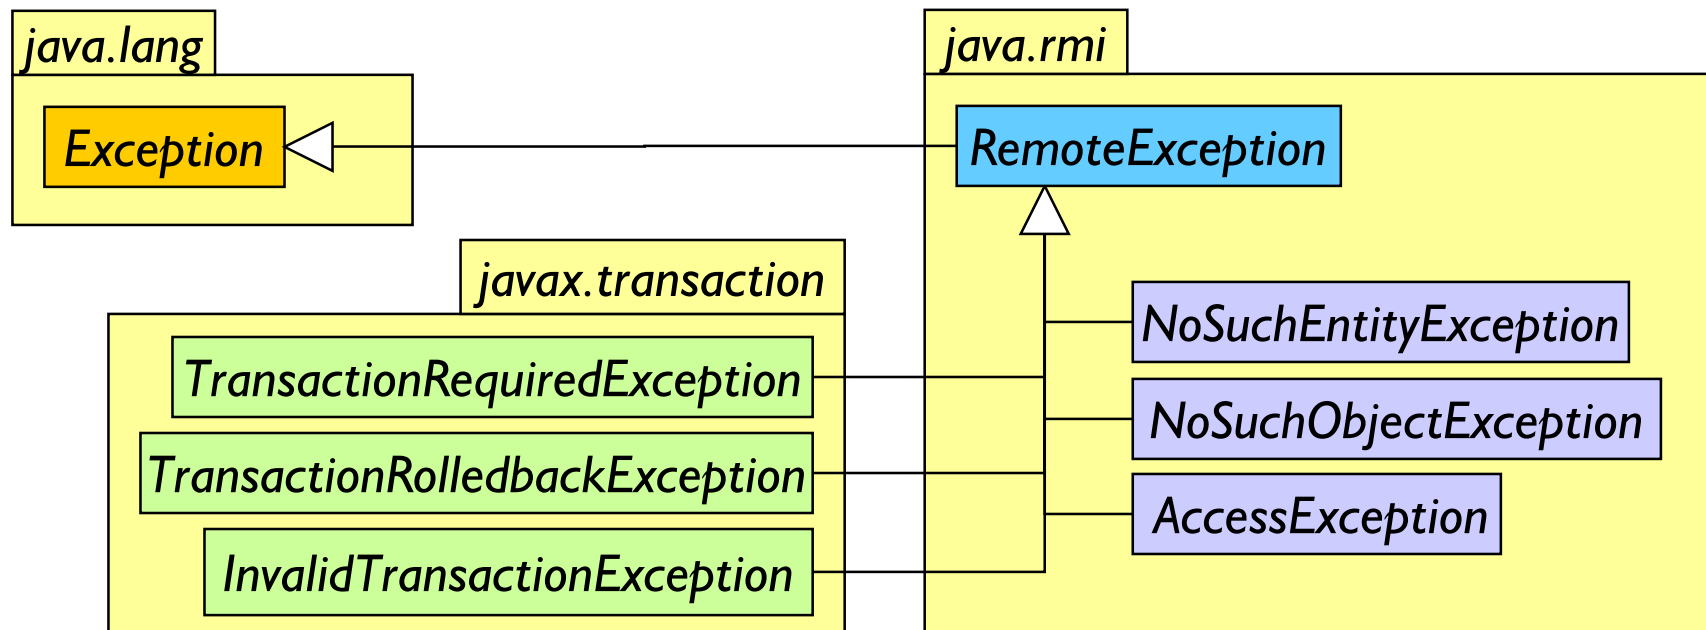 java.lang
Exception
java.rmi
RemoteException
javax.transaction
TransactionRequiredException
TransactionRolledbackException
InvalidTransactionException
NoSuchEntityException
NoSuchObjectException
AccessException